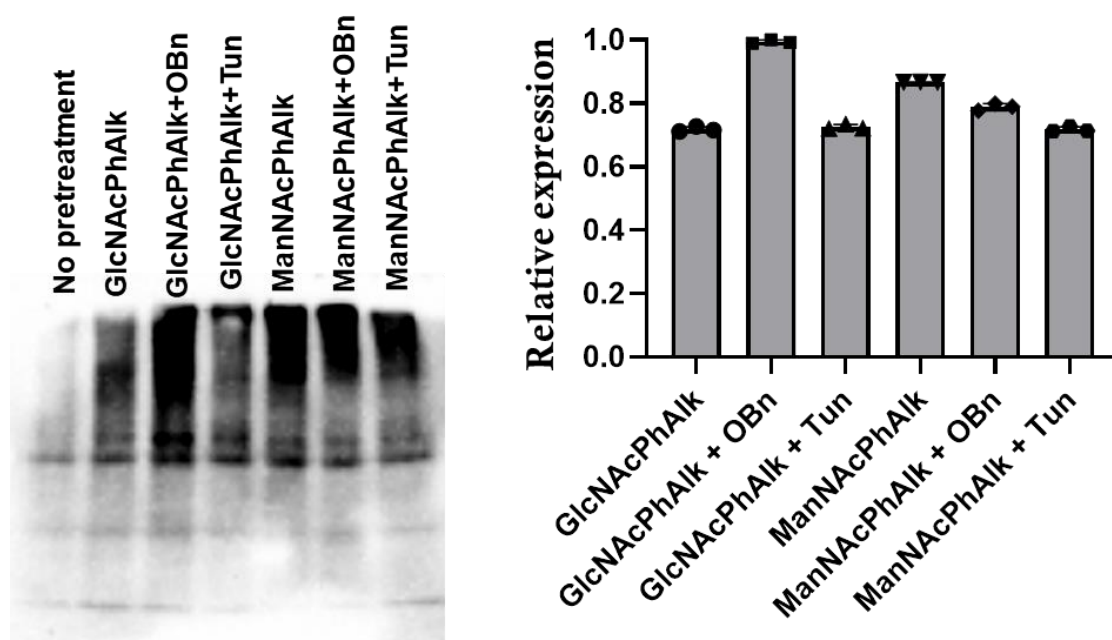 No pretreatment
GlcNAcPhAlk
GlcNAcPhAlk+OBn
GlcNAcPhAlk+Tun
ManNAcPhAlk
ManNAcPhAlk+OBn
ManNAcPhAlk+Tun
Relative expression
1.0
0.8
0.6
0.4
0.2
0.0
GlcNAcPhAlk
GlcNAcPhAlk + OBn
GlcNAcPhAlk + Tun
ManNAcPhAlk
ManNAcPhAlk + OBn
ManNAcPhAlk + Tun